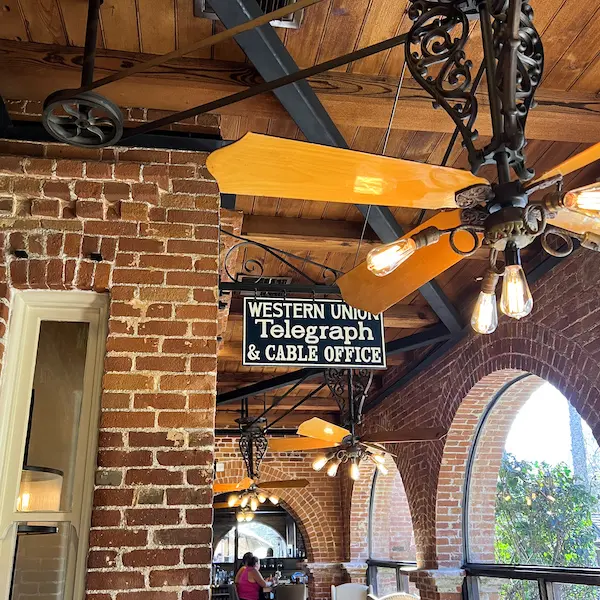 WESTERN UNION
Telegraph
& CABLE OFFICE